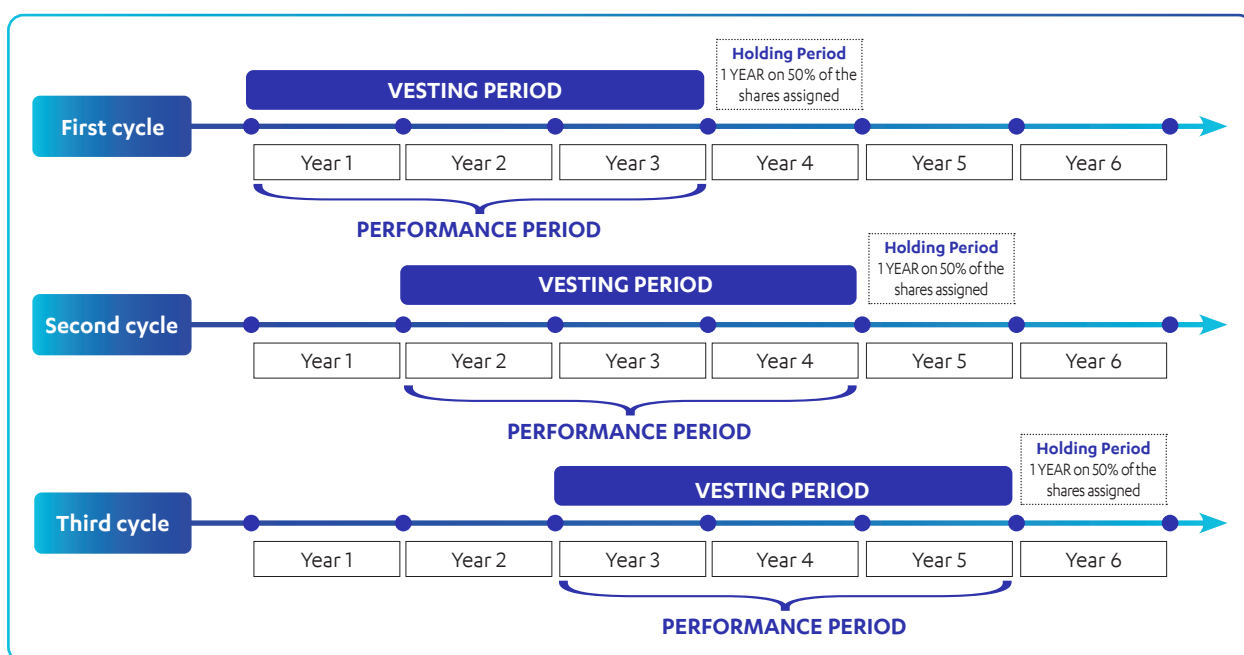 Holding Period
1 YEAR on 50% of the
shares assigned
VESTING PERIOD
First cycle
Year 1 Year 2 Year 3 Year 4 Year 5 Year 6
PERFORMANCE PERIOD
Holding Period
1 YEAR on 50% of the
shares assigned
VESTING PERIOD
Second cycle
Year 1 Year 2 Year 3 Year 4 Year 5 Year 6
PERFORMANCE PERIOD
Holding Period
1 YEAR on 50% of the
shares assigned
VESTING PERIOD
Third cycle
Year 1 Year 2 Year 3 Year 4 Year 5 Year 6
PERFORMANCE PERIOD